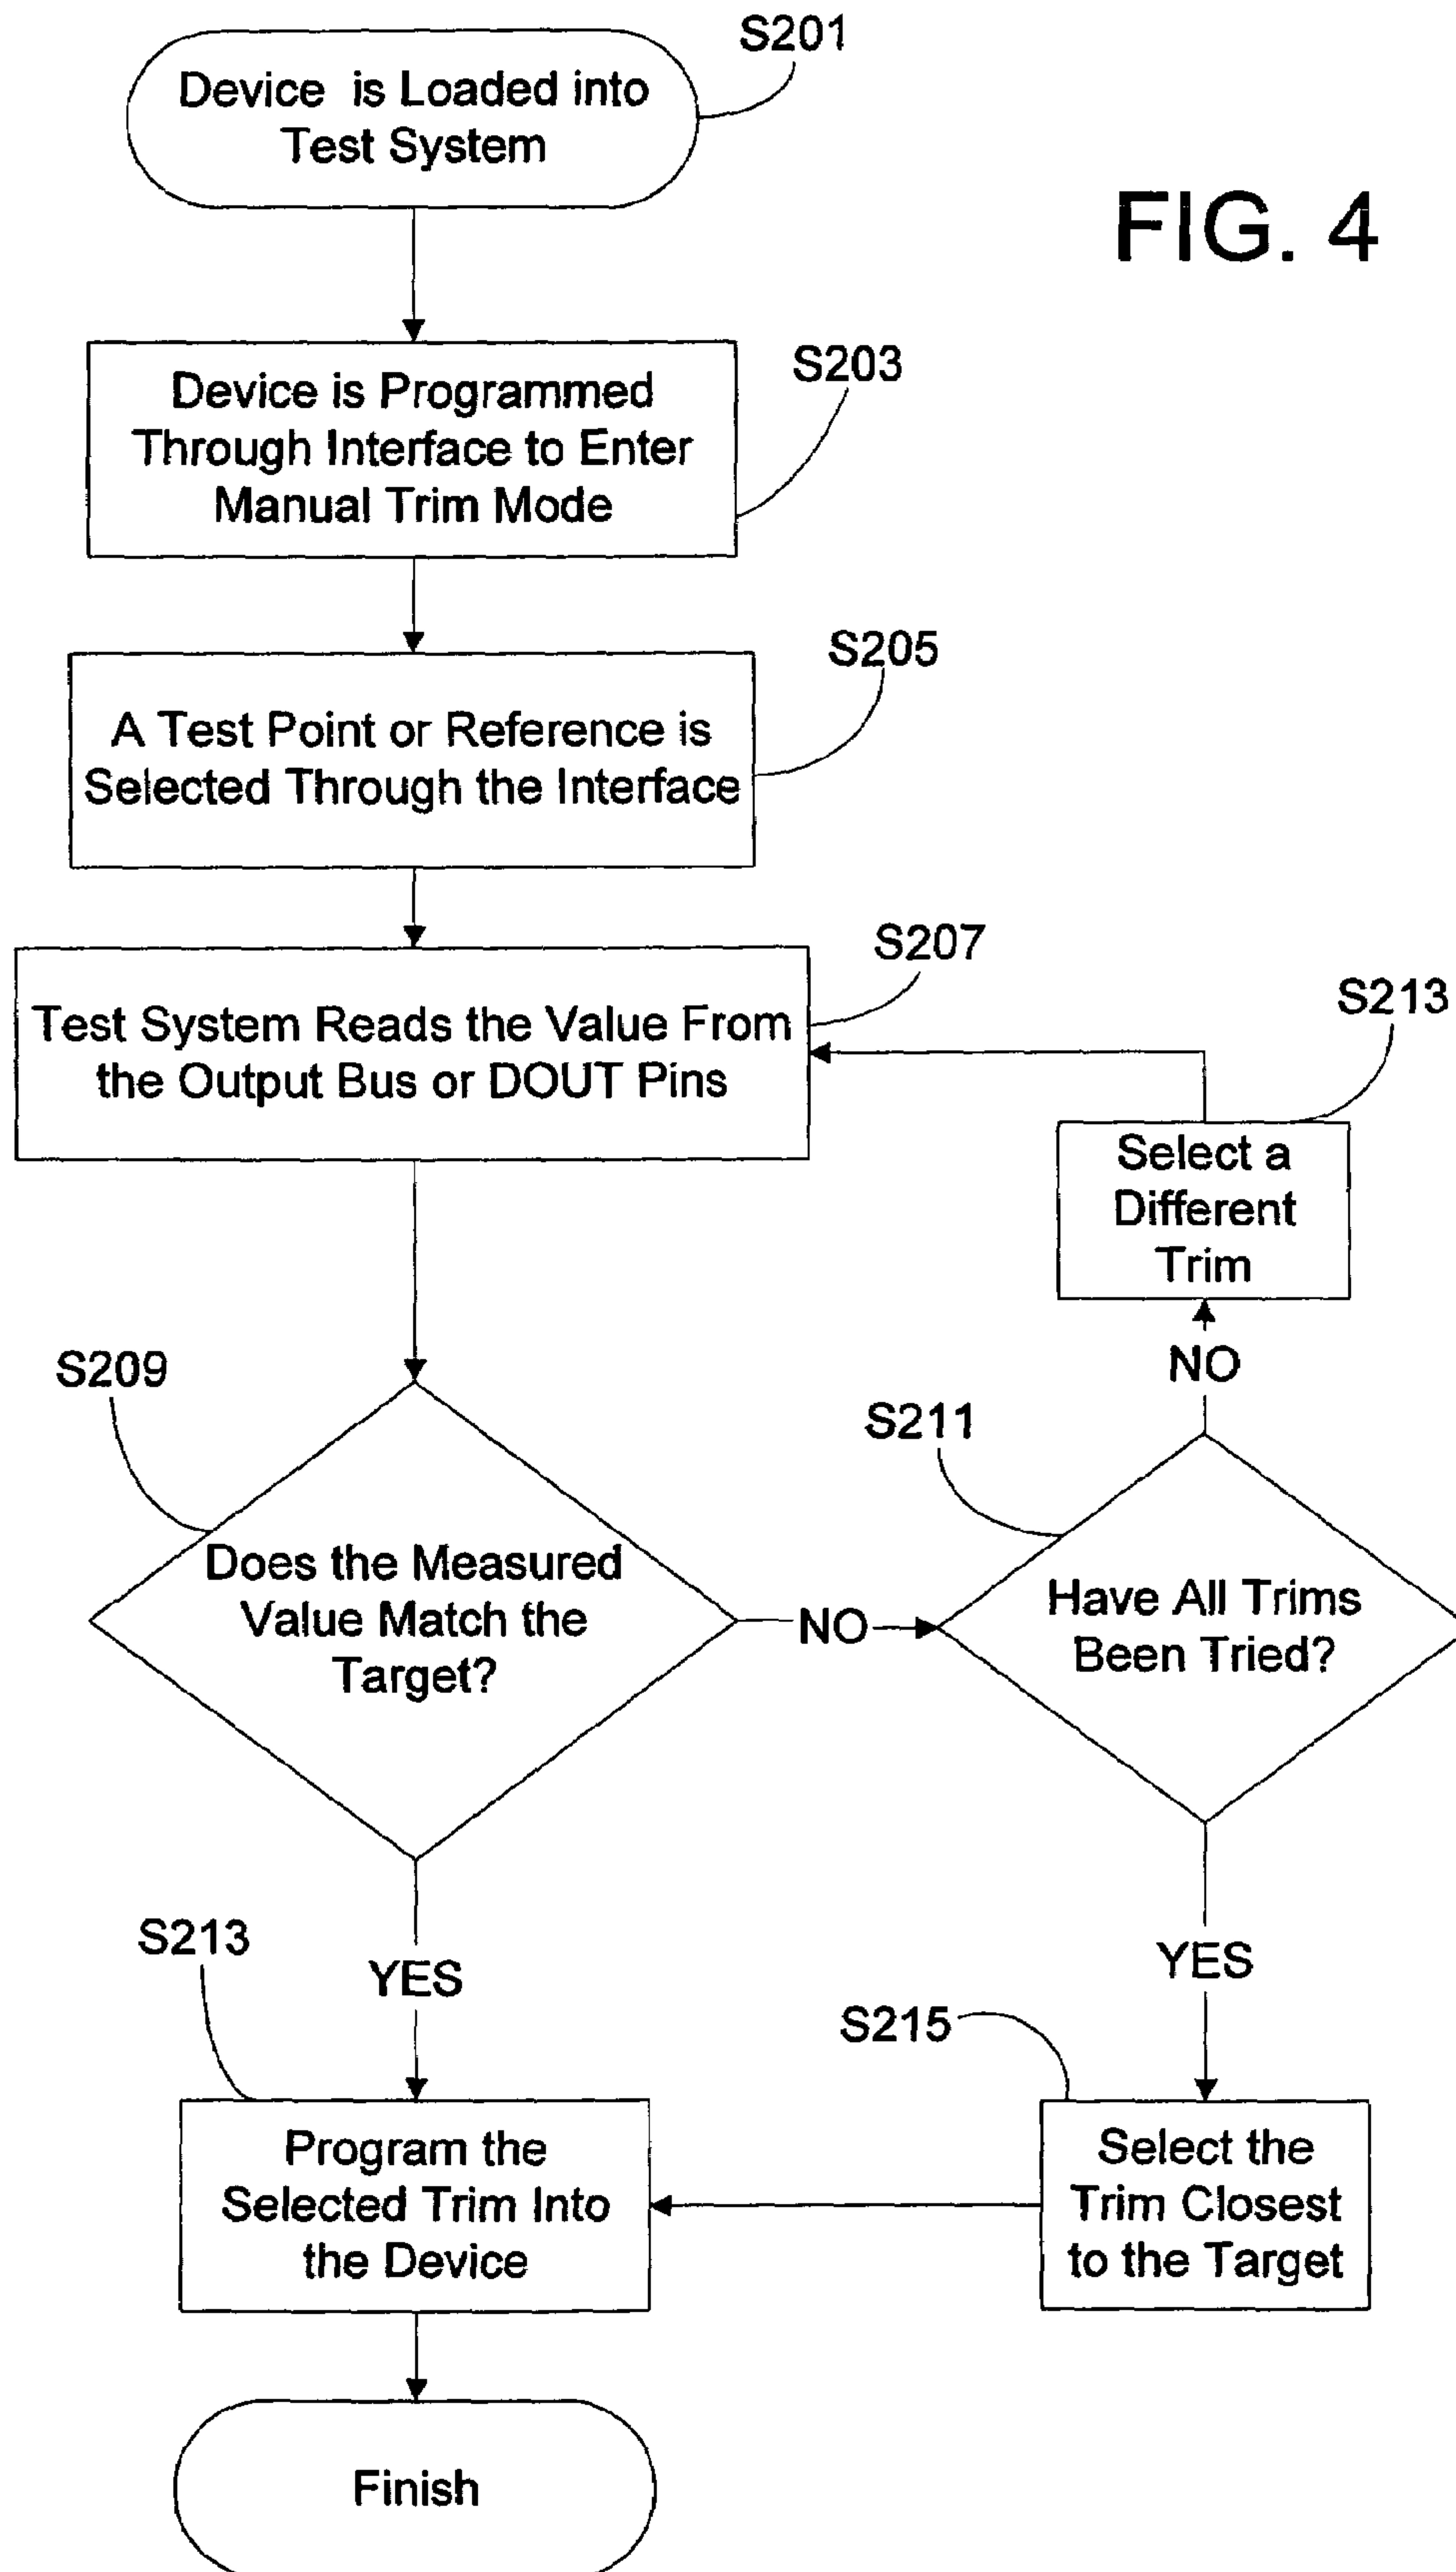 S201
Device is Loaded into
Test System
FIG. 4
S203
Device is Programmed
Through Interface to Enter
Manual Trim Mode
S205
A Test Point or Reference is
Selected Through the Interface
S207
Test System Reads the Value From
the Output Bus or DOUT Pins
S213
Select a
Different
Trim
NO
S209
S211
Does the Measured
Value Match the
Target?
NO
Have All Trims
Been Tried?
S213
YES
YES
S215
Program the
Selected Trim Into
the Device
Select the
Trim Closest
to the Target
Finish